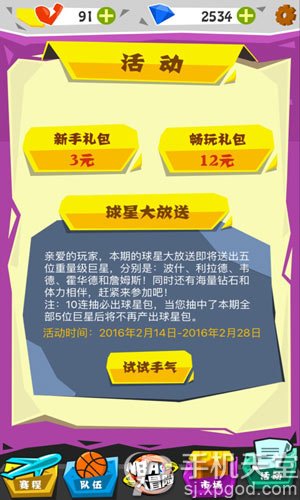 91
2534
活动
新手礼包
3元
畅玩礼包
12元
球星大放送
亲爱的玩家，本期的球星大放送即将送出五
位重量级巨星，分别是：波什、利拉德、韦
德、霍华德和詹姆斯！同时还有海量钻石和
体力相伴，赶紧来参加吧！
注：10连抽必出球星包，当您抽中了本期全
部5位巨星后将不再产出球星包。
活动时间：2016年2月14日-2016年2月28日
试试手气
赛程
队伍
NBA
大冒险
市场
活动
手机天堂
sjxpgod.com